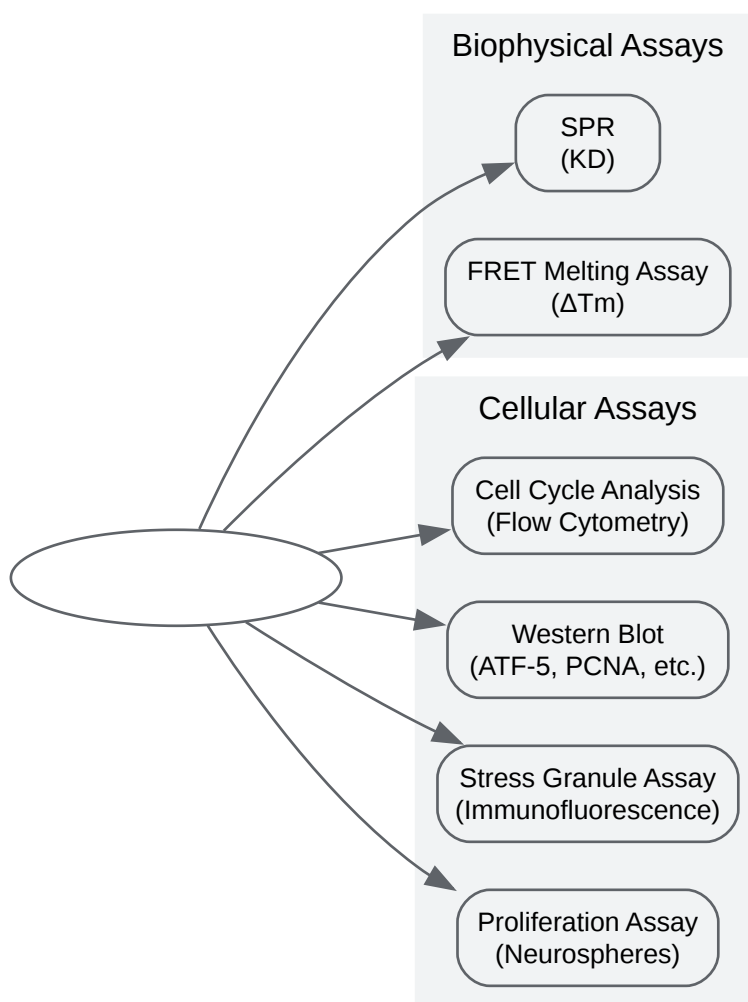 Biophysical Assays
SPR
(KD)
FRET Melting Assay
(ΔTm)
Cellular Assays
Cell Cycle Analysis
(Flow Cytometry)
Western Blot
(ATF-5, PCNA, etc.)
Stress Granule Assay
(Immunofluorescence)
Proliferation Assay
(Neurospheres)